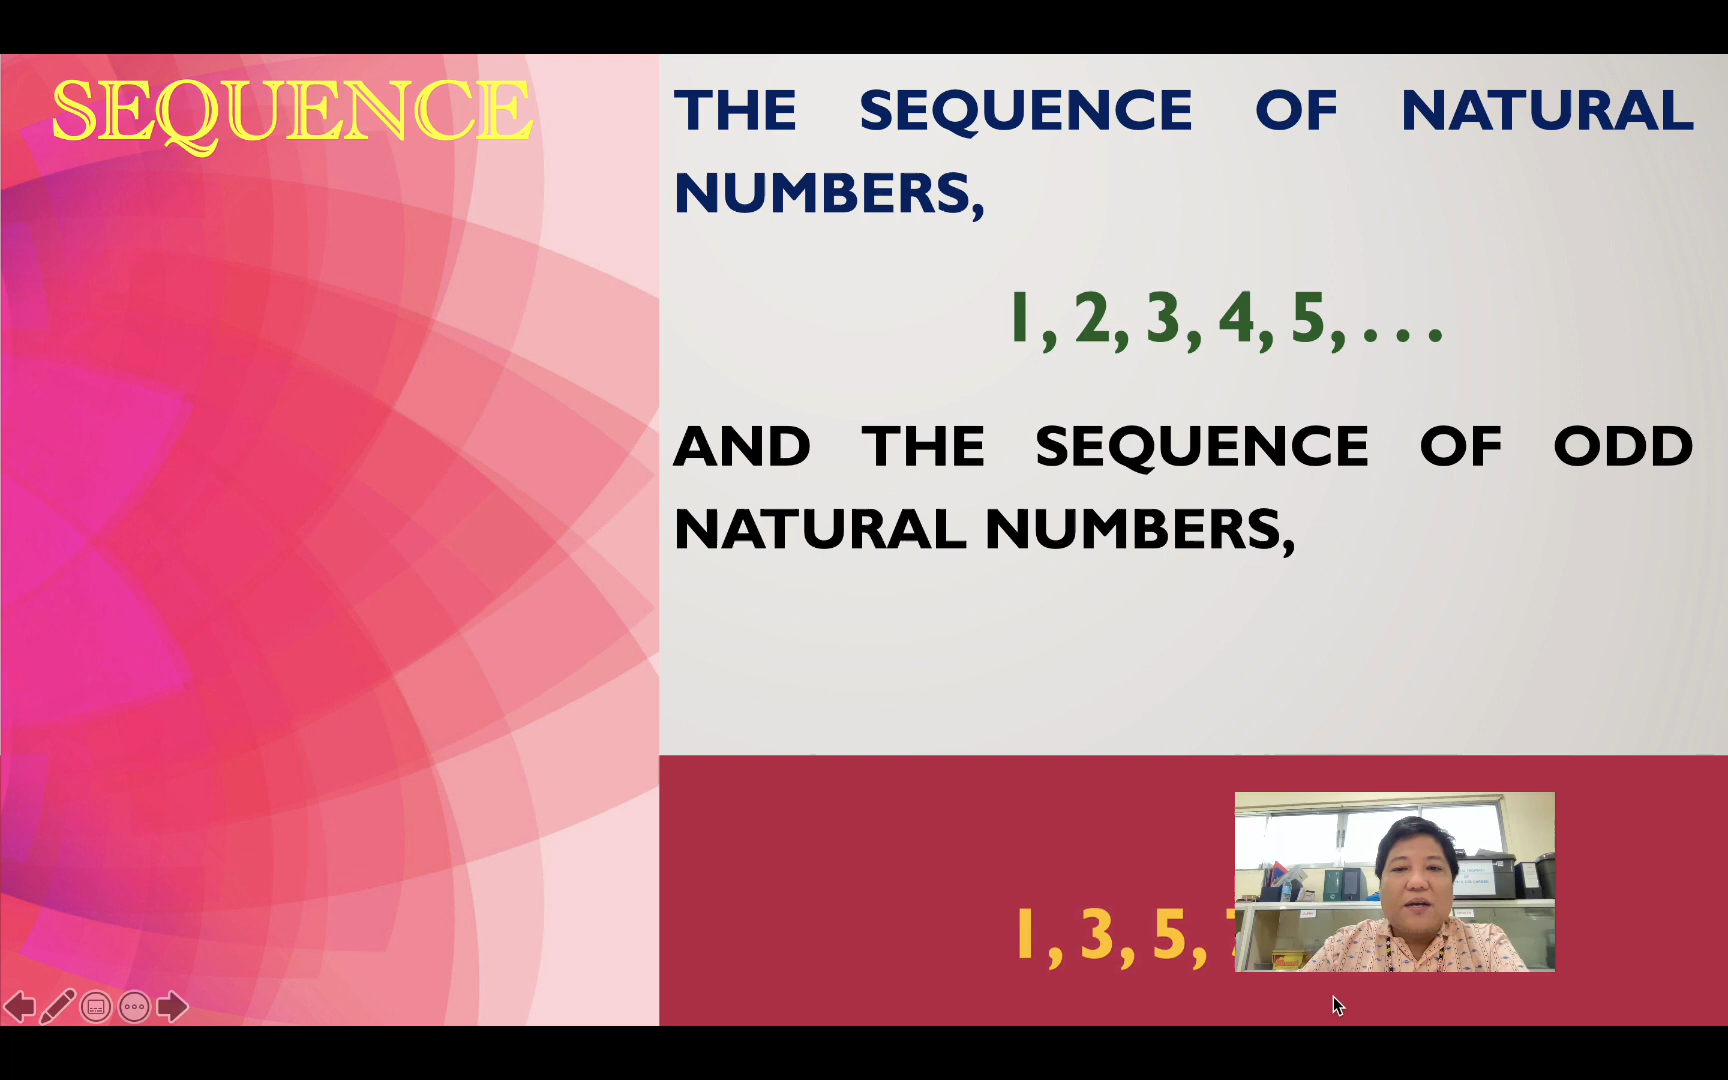 SEQUENCE
THE SEQUENCE OF NATURAL
NUMBERS,
1, 2, 3, 4, 5, . . .
AND THE SEQUENCE OF ODD
NATURAL NUMBERS,
1, 3, 5,